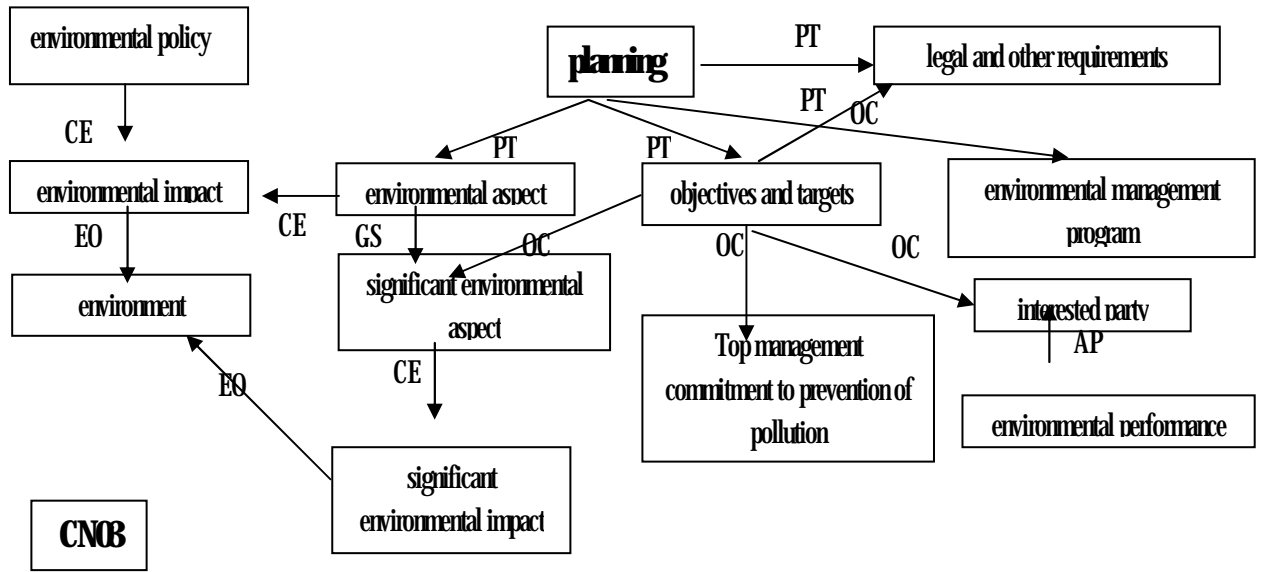 environmental policy
planning
PT
legal and other requirements
CE
PT
PT
PT
OC
environmental impact
environmental aspect
objectives and targets
environmental management
program
EO
CE
GS
OC
OC
OC
environment
significant environmental
aspect
interested party
Top management
commitment to prevention of
pollution
AP
EO
CE
environmental performance
significant
environmental impact
CN03